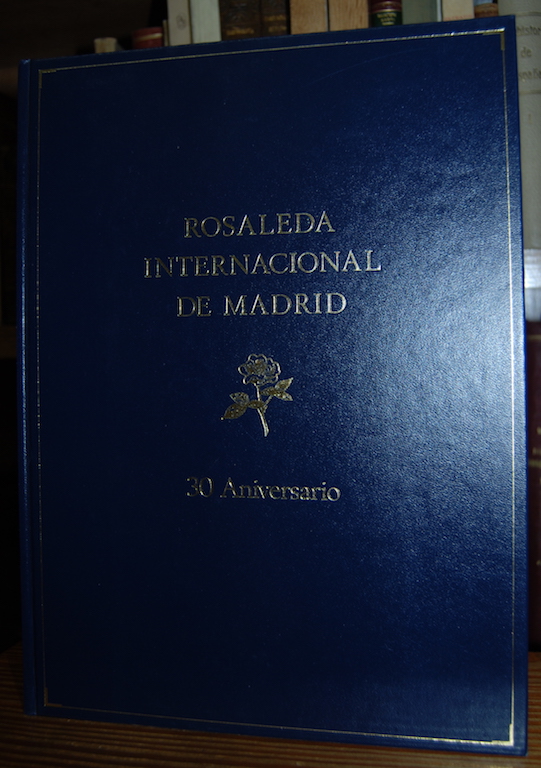 ROSALEDA
INTERNACIONAL
DE MADRID
30 Aniversario